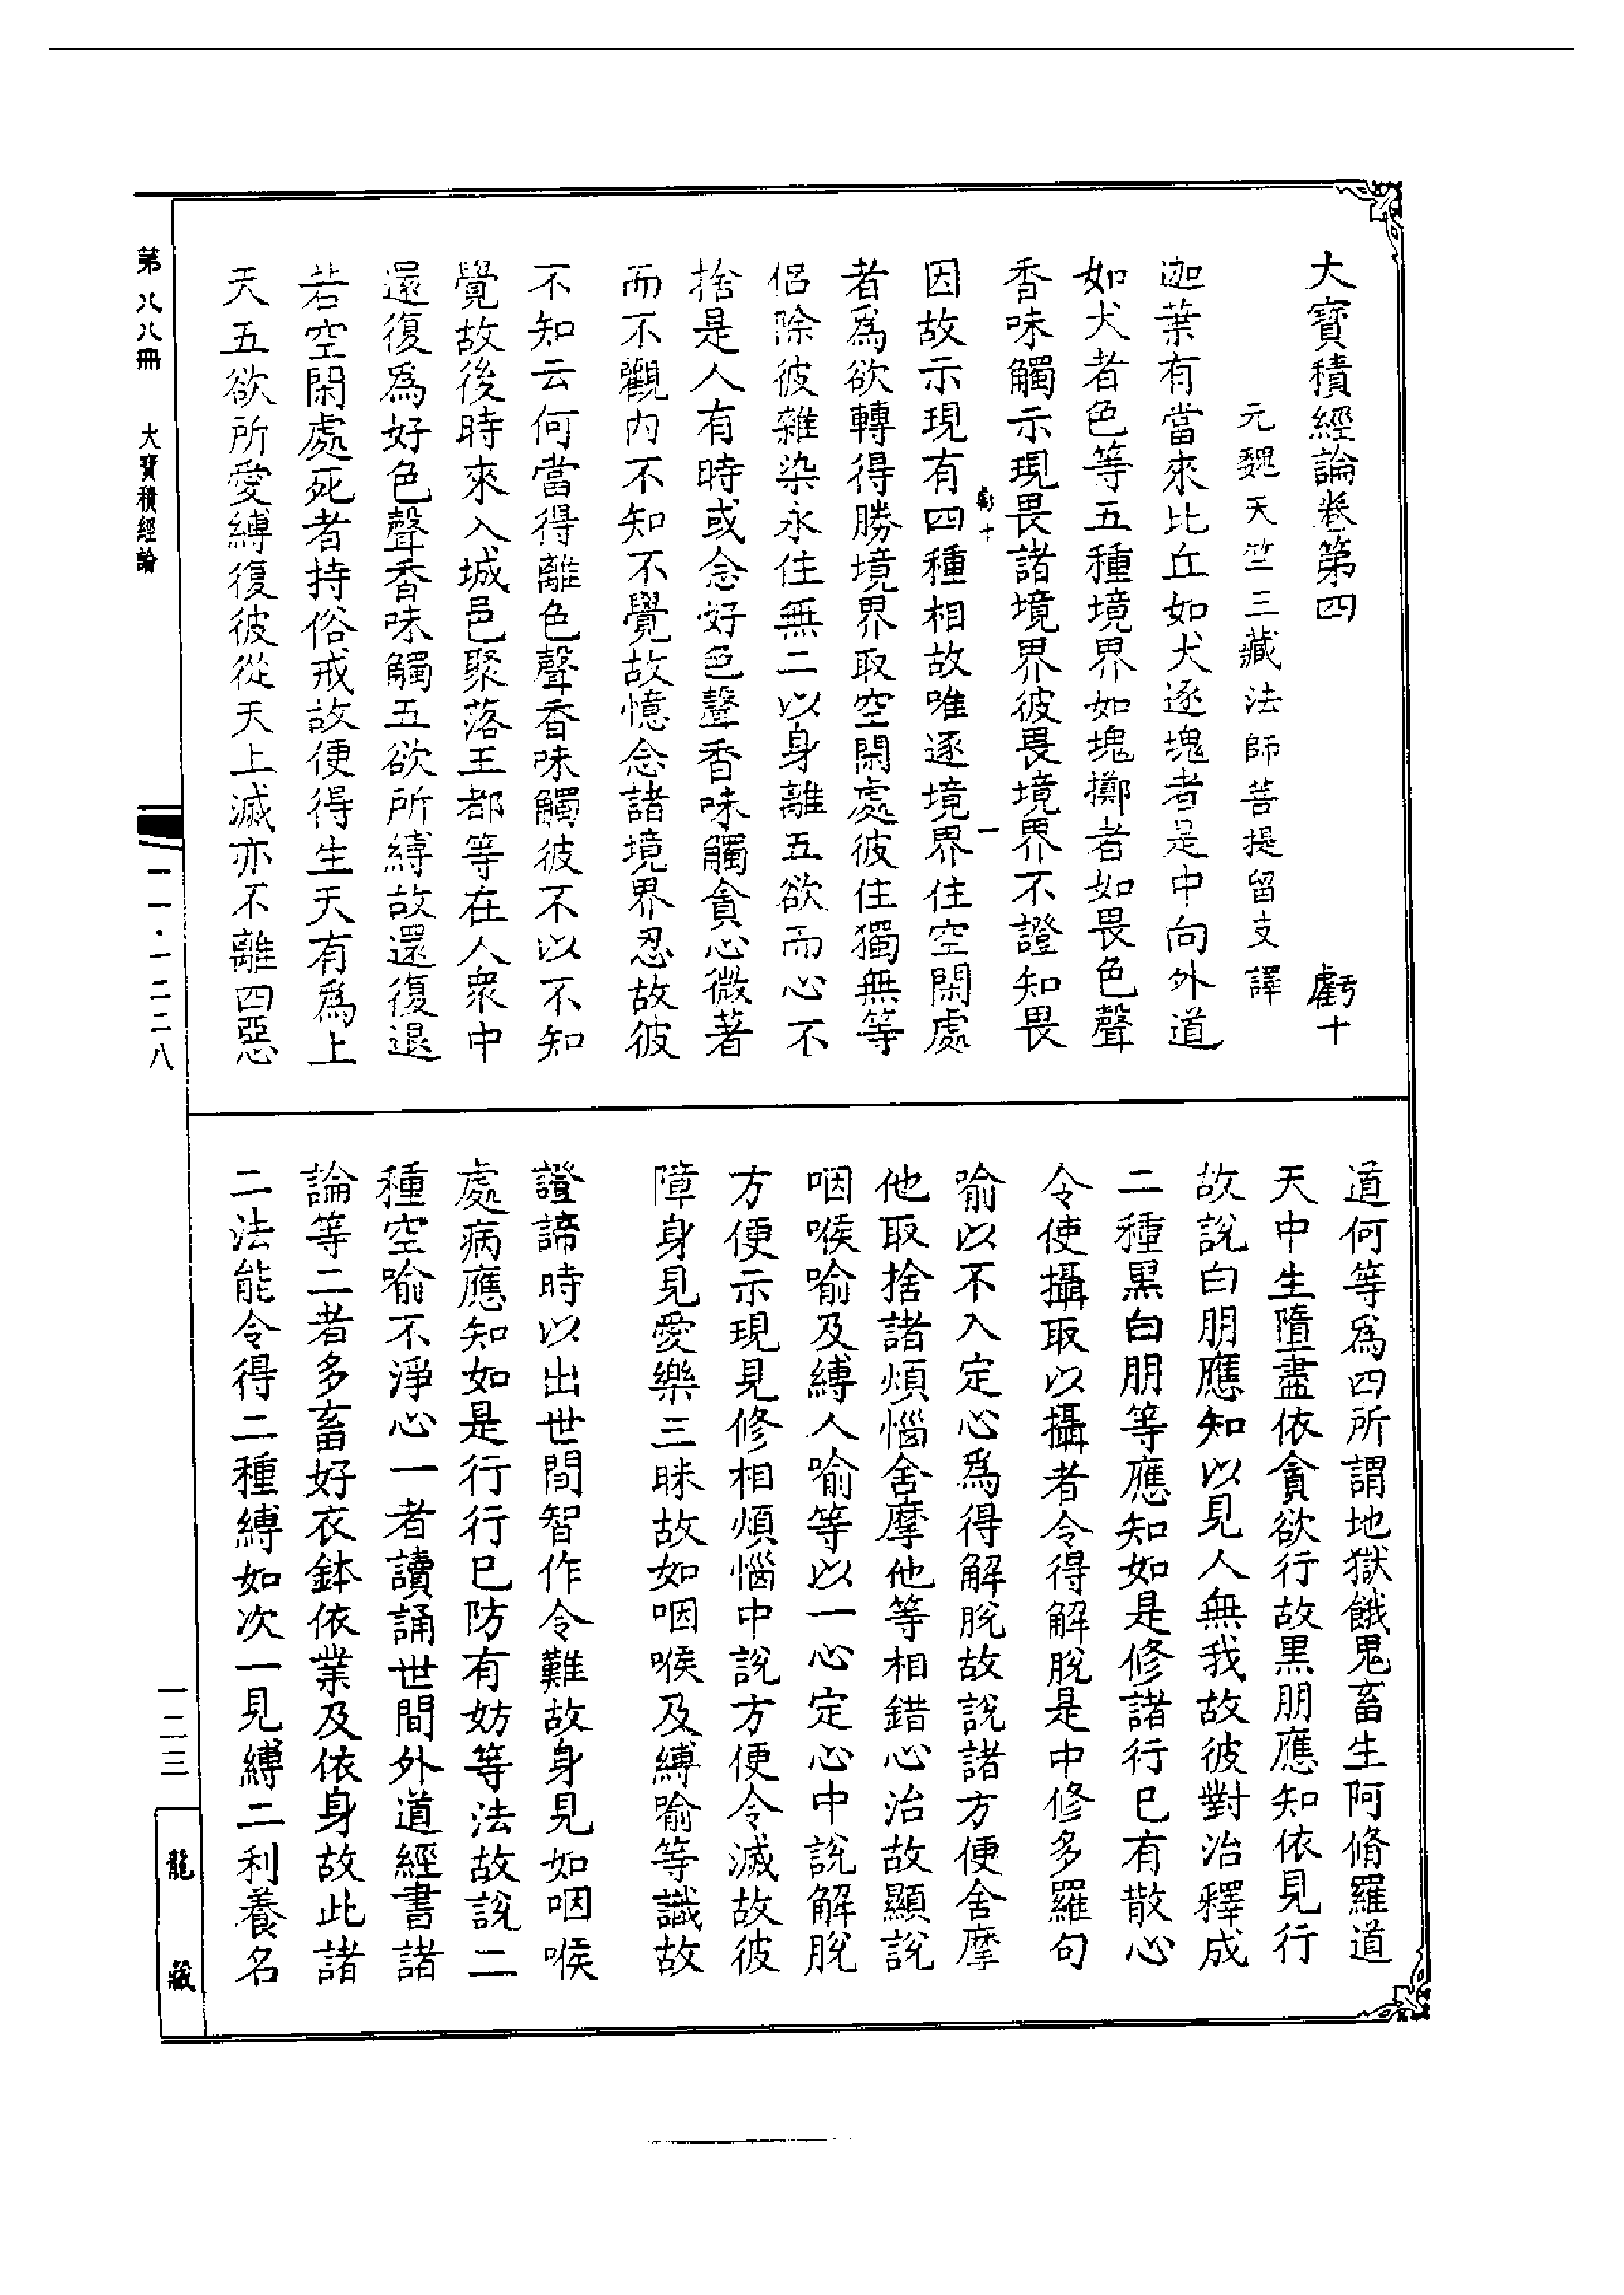 大寶積經論卷第四 虧十
元魏天竺三藏法師菩提留支譯
迦葉有當來比丘如犬逐塊者是中向外道
如犬者色等五種境界如塊擲者如畏色聲
香味觸示現畏諸境界彼畏境界不證知畏
虧十 一
因故示現有四種相故唯逐境界住空閑處
者為欲轉得勝境界取空閑處彼住獨無等
侶除彼雜染永住無二以身離五欲而心不
捨是人有時或念好色聲香味觸貪心微著
而不觀內不知不覺故憶念諸境界忍故彼
不知云何當得離色聲香味觸彼不以不知
覺故後時來入城邑聚落王都等在人眾中
還復為好色聲香味觸五欲所縛故還復退
若空閑處死者持俗戒故便得生天有為上
天五欲所愛縛復彼從天上滅亦不離四惡
道何等為四所謂地獄餓鬼畜生阿脩羅道
天中生墮盡依貪欲行故黑朋應知依見行
故說白朋應知以見人無我故彼對治釋成
二種黑白朋等應知如是修諸行已有散心
令使攝取以攝者令得解脫是中修多羅句
喻以不入定心為得解脫故說諸方便舍摩
他取捨諸煩惱舍摩他等相錯心治故顯說
咽喉喻及縛人喻等以一心定心中說解脫
方便示現見修相煩惱中說方便令滅故彼
障身見愛樂三昧故如咽喉及縛喻等識故
證諦時以出世間智作令難故身見如咽喉
處病應知如是行行已防有妨等法故說二
種空喻不淨心一者讀誦世間外道經書諸
論等二者多畜好衣鉢依業及依身故此諸
二法能令得二種縛如次一見縛二利養名
第八八冊 大寶積經論
一一·一二二八
一二三
龍藏